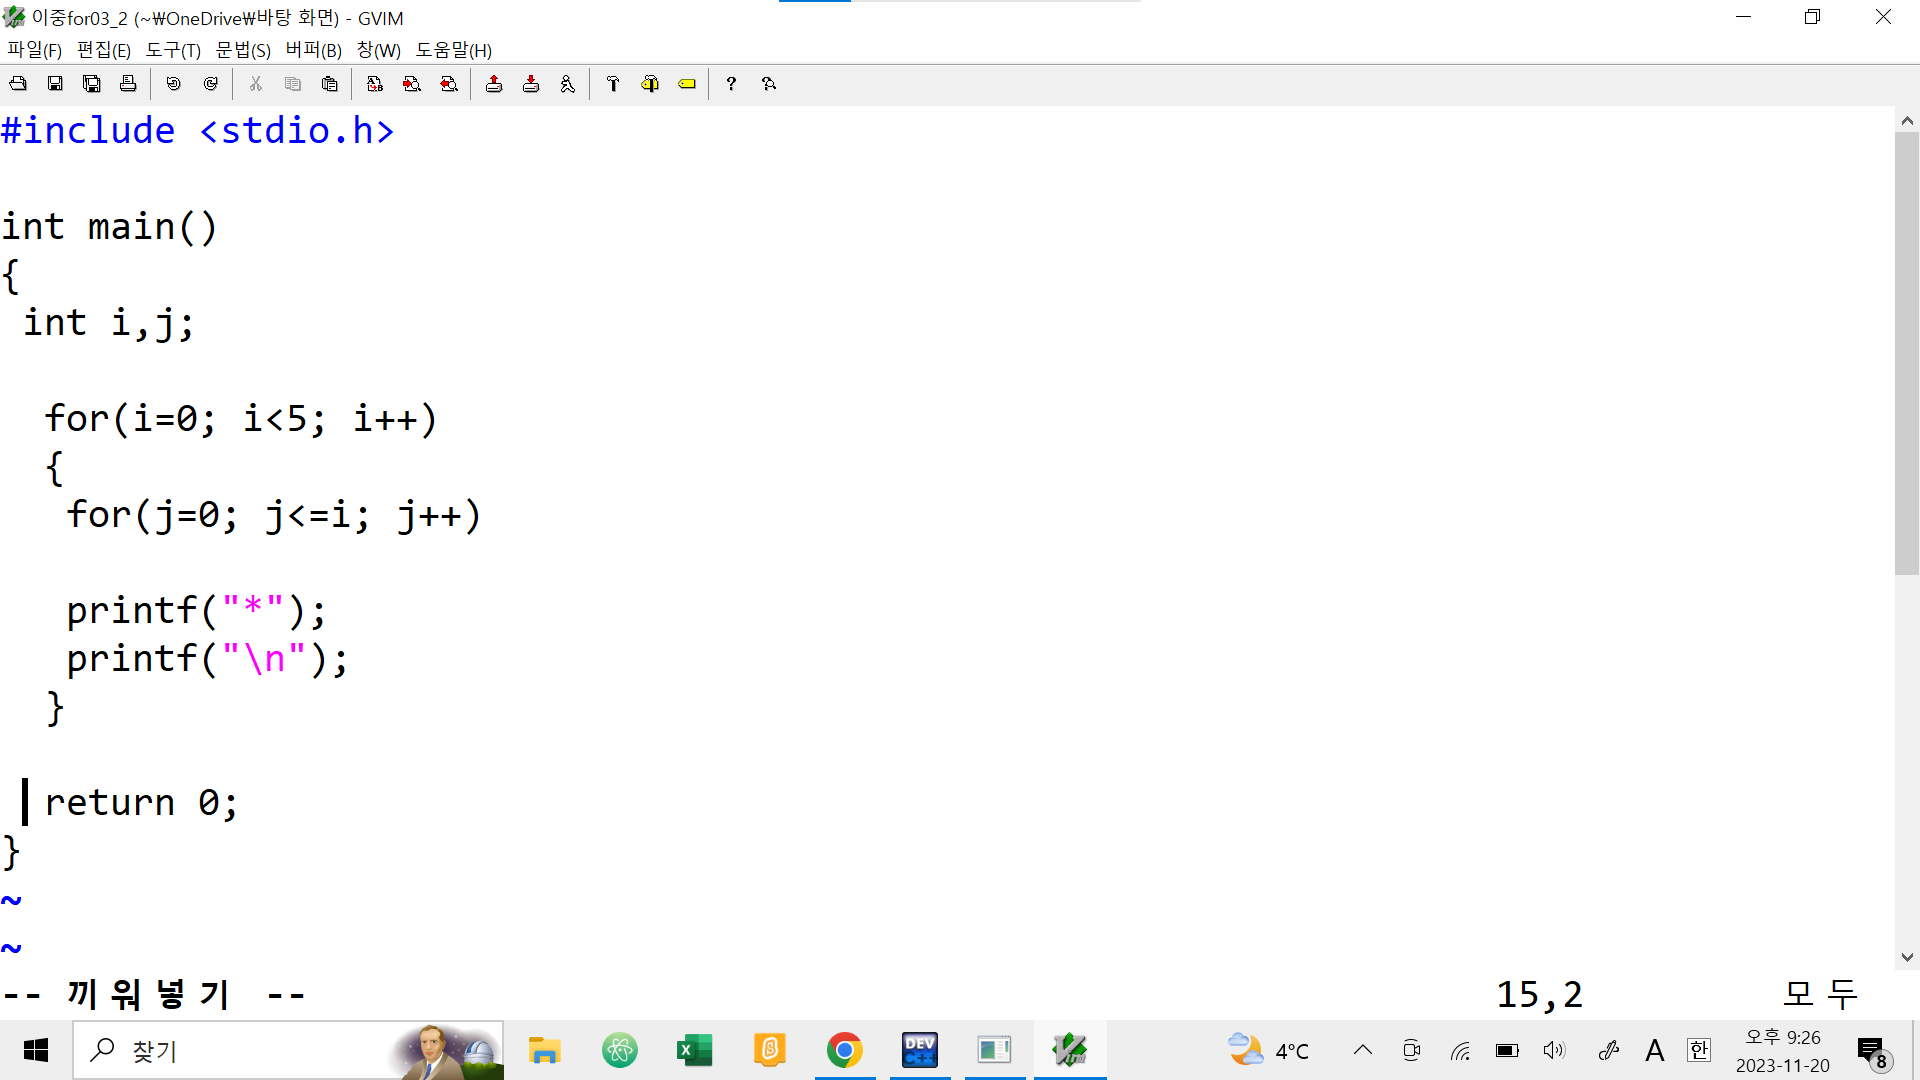 이중for03_2 (~₩OneDrive₩바탕 화면) - GVIM
파일(F) 편집(E) 도구(T) 문법(S) 버퍼(B) 창(W) 도움말(H)
#include <stdio.h>
int main()
{
int i,j;
for(i=0; i<5; i++)
{
for(j=0; j<=i; j++)
printf("*");
printf("\n");
}
return 0;
}
~
~
-- 끼워넣기 -- 15,2 모두
찾기
DEV C++
4°C
A
한
오후 9:26
2023-11-20
8